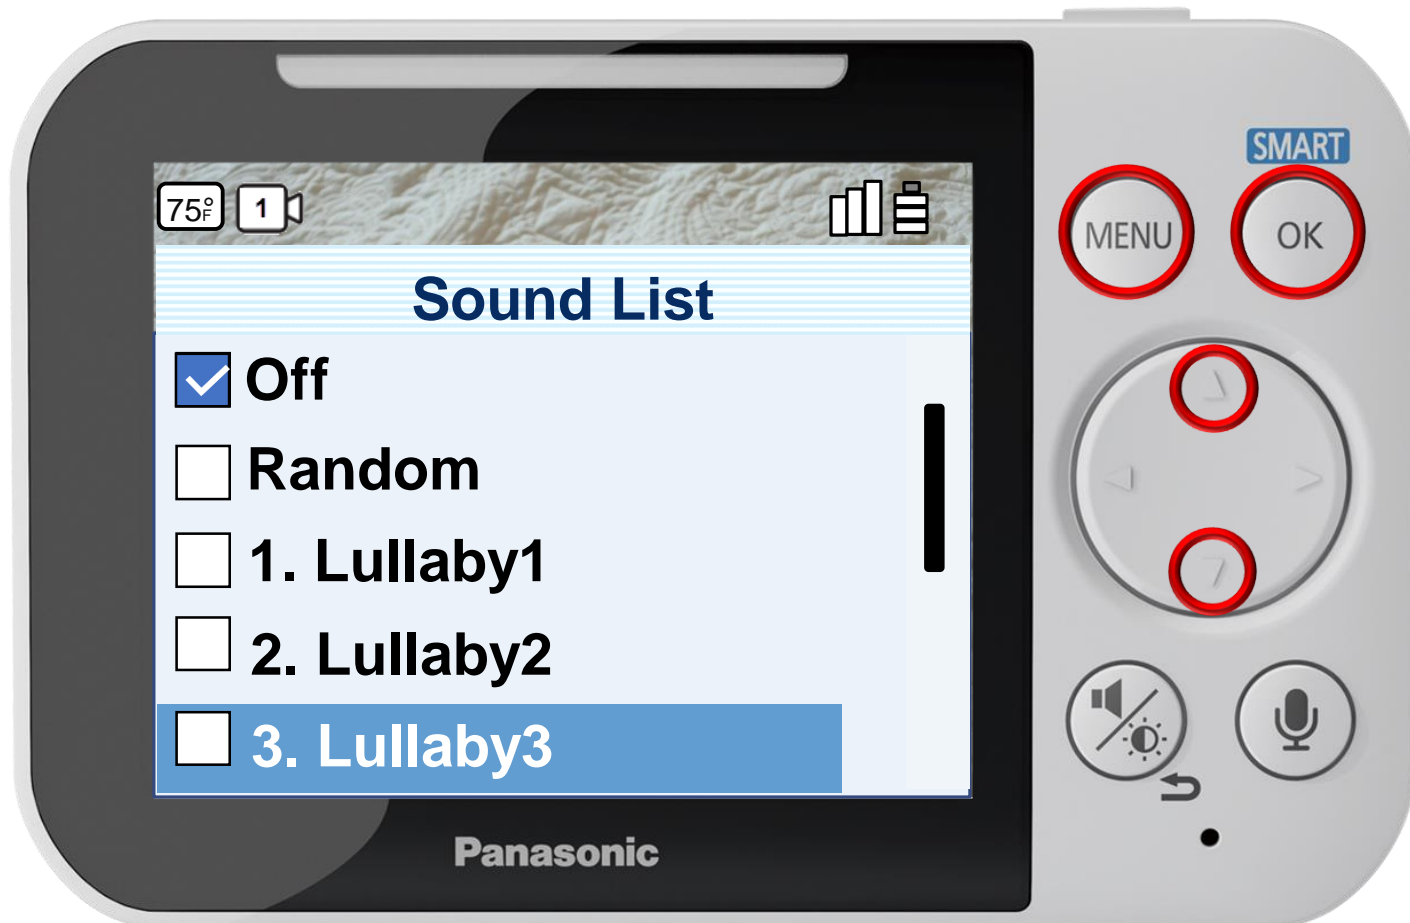 SMART
75°F 1
MENU OK
Sound List
Off
Random
1. Lullaby1
2. Lullaby2
3. Lullaby3
Panasonic